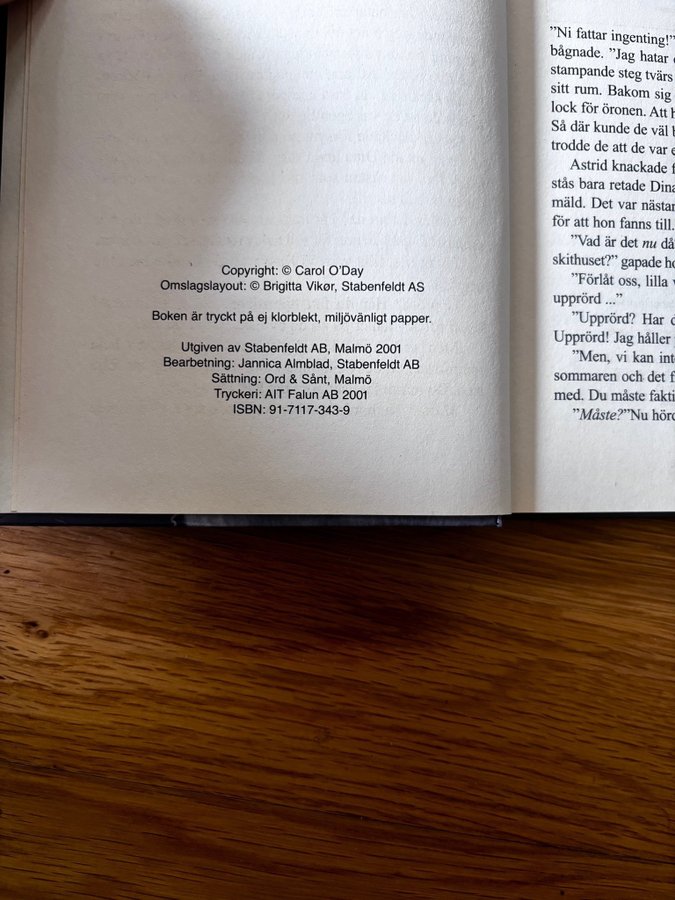 Copyright: © Carol O’Day
Omslagslayout: © Brigitta Vikør, Stabenfeldt AS
Boken är tryckt på ej klorblekt, miljövänligt papper.
Utgiven av Stabenfeldt AB, Malmö 2001
Bearbetning: Jannica Almblad, Stabenfeldt AB
Sättning: Ord & Sånt, Malmö
Tryckeri: AIT Falun AB 2001
ISBN: 91-7117-343-9
”Ni fattar ingenting!”
bågnade. ”Jag hatar
stampande steg tvärs
sitt rum. Bakom sig
lock för öronen. Att
Så där kunde de väl
trodde de att de var
Astrid knackade
stås bara retade Dina
mäld. Det var nästan
för att hon fanns till.
”Vad är det nu då
skithuset?” gapade
”Förlåt oss, lilla
upprörd ...”
”Upprörd? Har
Upprörd! Jag håller
”Men, vi kan
sommaren och det
med. Du måste
”Måste?”Nu